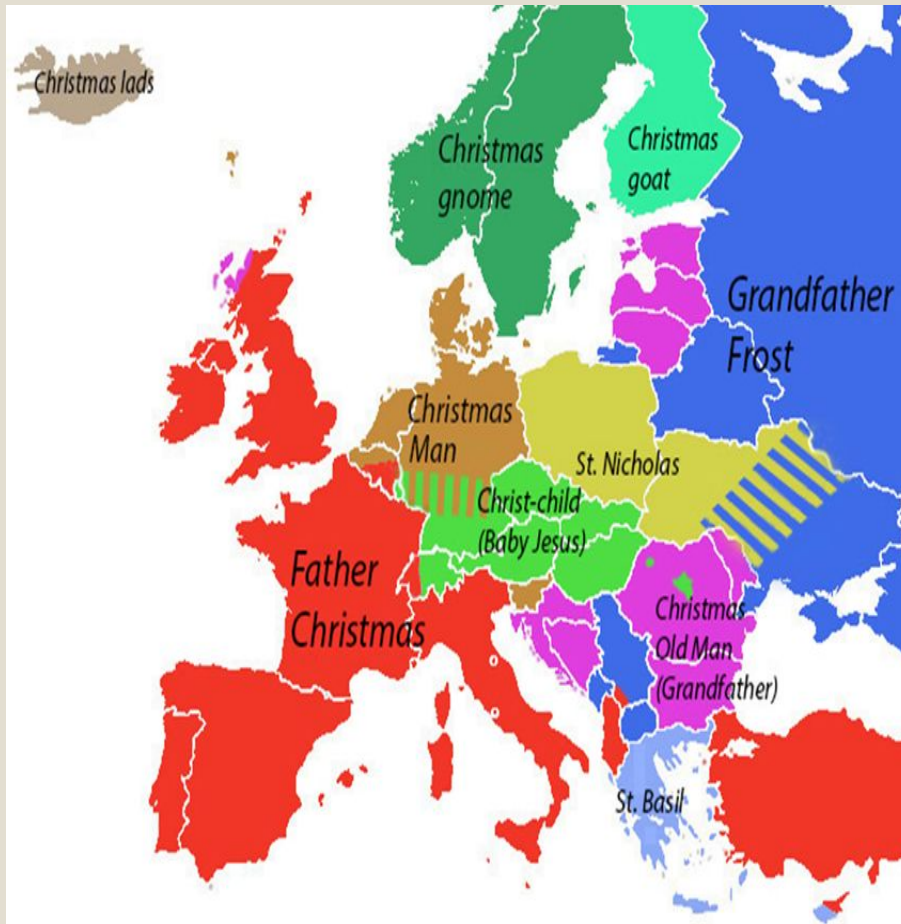 Christmas lads
Christmas
gnome
Christmas
goat
Grandfather
Frost
Christmas
Man
St. Nicholas
Christ-child
(Baby Jesus)
Father
Christmas
Christmas
Old Man
(Grandfather)
St. Basil